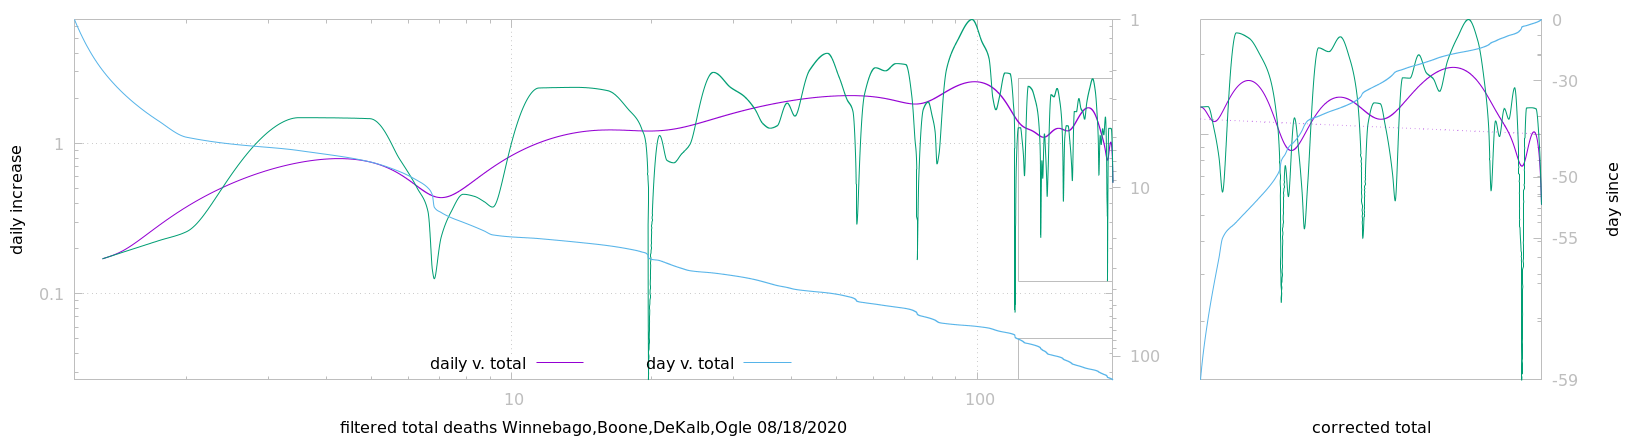 daily increase
1
0.1
10
100
1
10
100
daily v. total
day v. total
filtered total deaths Winnebago,Boone,DeKalb,Ogle 08/18/2020
0
-30
-50
-55
-59
day since
corrected total